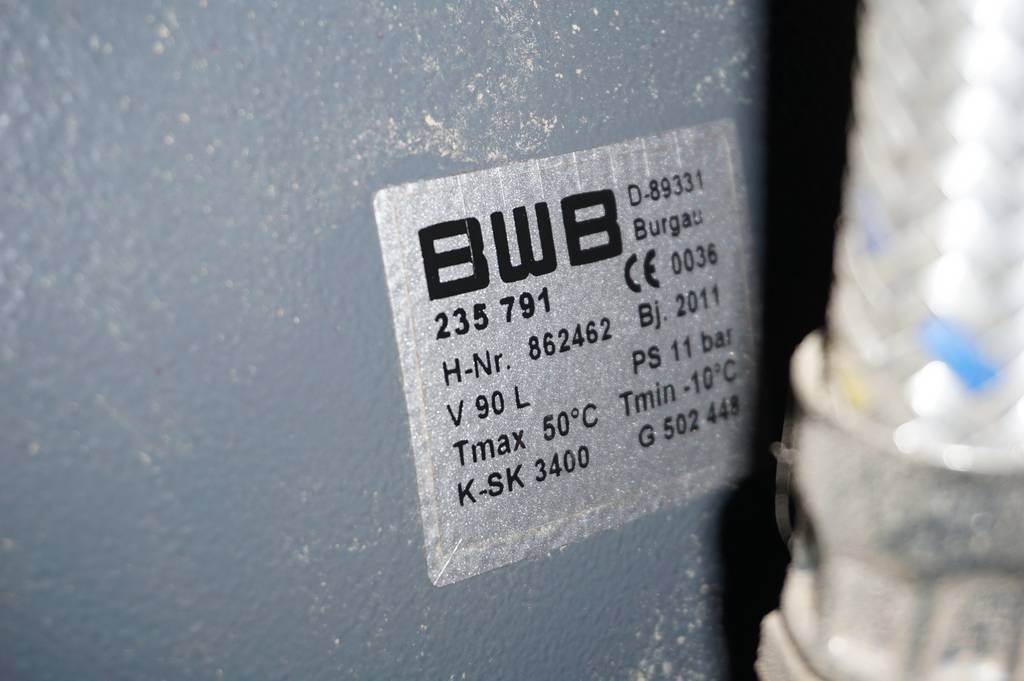 BWB
D-89331
Burgau
CE 0036
235 791
Bj. 2011
H-Nr. 862462
PS 11 bar
V 90 L
Tmin -10°C
Tmax 50°C
G 502 448
K-SK 3400